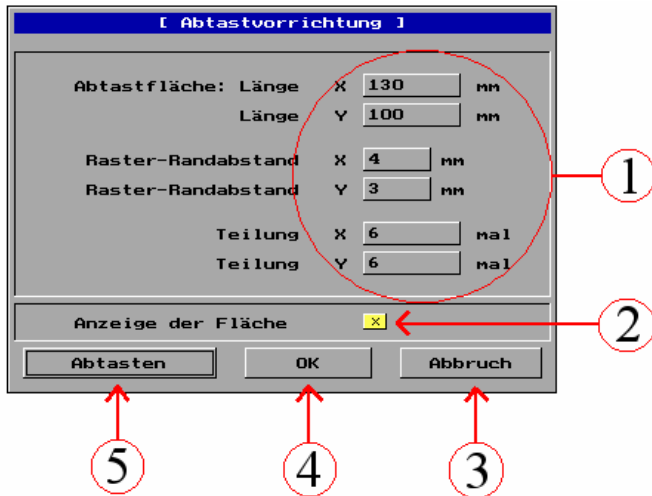 [ Abtastvorrichtung ]
Abtastfläche: Länge X 130 mm
Länge Y 100 mm
Raster-Randabstand X 4 mm
Raster-Randabstand Y 3 mm
Teilung X 6 mal
Teilung Y 6 mal
1
Anzeige der Fläche x
2
Abtasten OK Abbruch
5 4 3